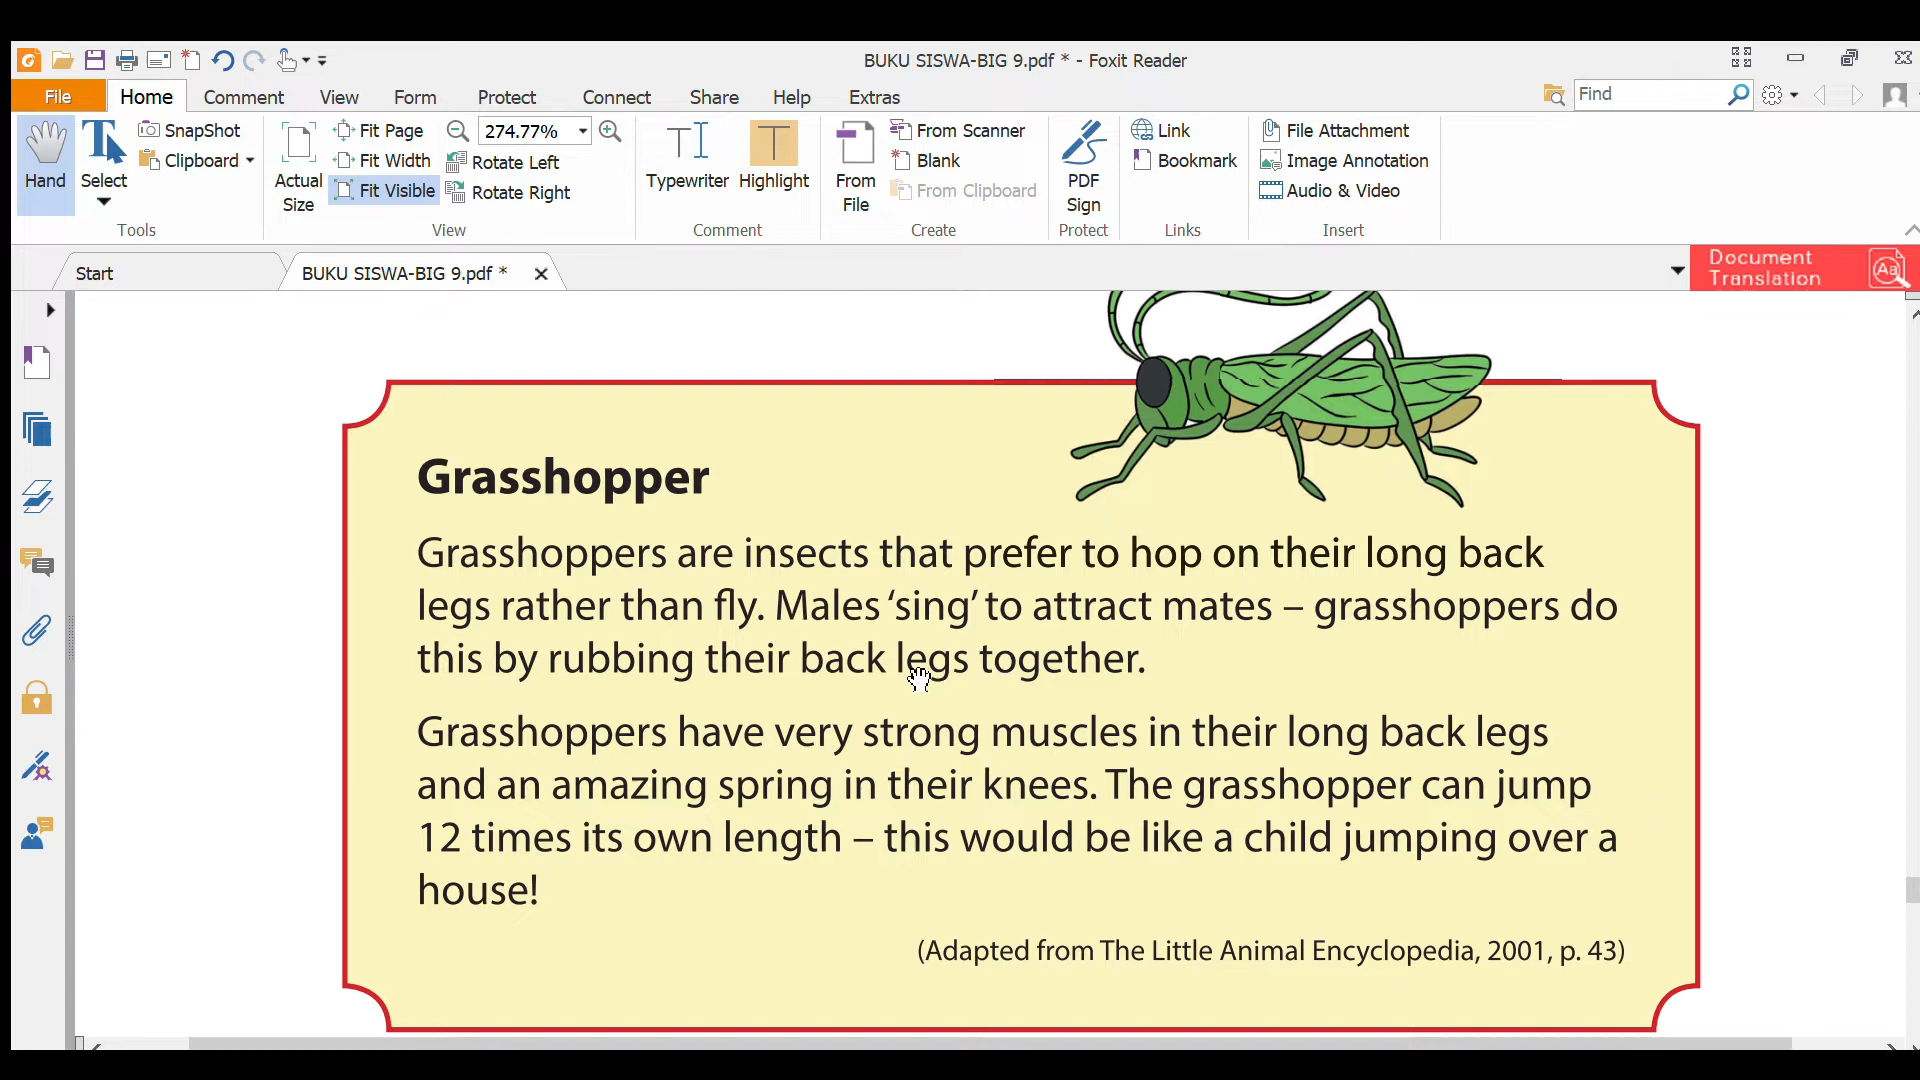 BUKU SISWA-BIG 9.pdf * - Foxit Reader
File Home Comment View Form Protect Connect Share Help Extras
Find
Hand
Select
SnapShot
Clipboard
Tools
Actual Size
Fit Page
Fit Width
Fit Visible
274.77%
Rotate Left
Rotate Right
View
Typewriter
Highlight
Comment
From File
From Scanner
Blank
From Clipboard
Create
PDF Sign
Protect
Link
Bookmark
Links
File Attachment
Image Annotation
Audio & Video
Insert
Start
BUKU SISWA-BIG 9.pdf *
Document
Translation
Aa
Grasshopper
Grasshoppers are insects that prefer to hop on their long back
legs rather than fly. Males ‘sing’ to attract mates – grasshoppers do
this by rubbing their back legs together.
Grasshoppers have very strong muscles in their long back legs
and an amazing spring in their knees. The grasshopper can jump
12 times its own length – this would be like a child jumping over a
house!
(Adapted from The Little Animal Encyclopedia, 2001, p. 43)